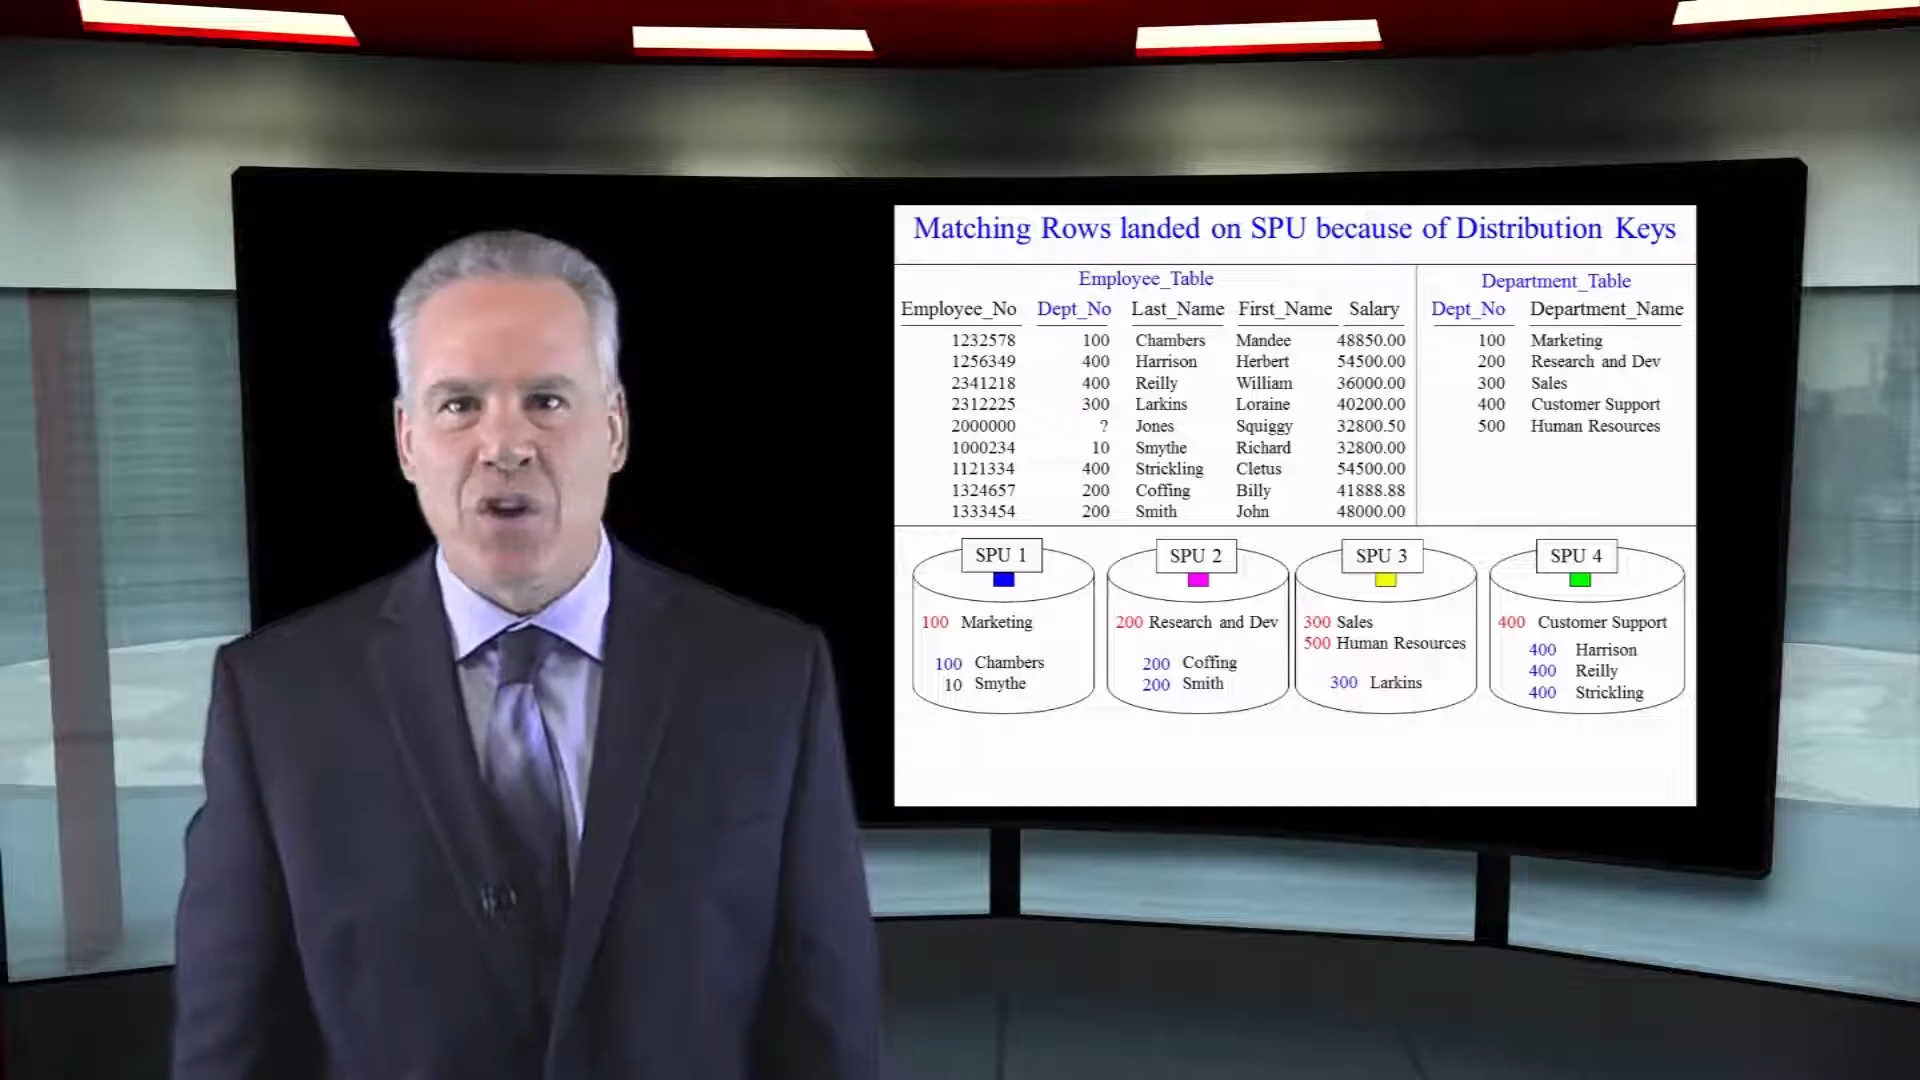 Matching Rows landed on SPU because of Distribution Keys
Employee_Table
Employee_No Dept_No Last_Name First_Name Salary
1232578 100 Chambers Mandee 48850.00
1256349 400 Harrison Herbert 54500.00
2341218 400 Reilly William 36000.00
2312225 300 Larkins Loraine 40200.00
2000000 ? Jones Squiggy 32800.50
1000234 10 Smythe Richard 32800.00
1121334 400 Strickling Cletus 54500.00
1324657 200 Coffing Billy 41888.88
1333454 200 Smith John 48000.00
Department_Table
Dept_No Department_Name
100 Marketing
200 Research and Dev
300 Sales
400 Customer Support
500 Human Resources
SPU 1
100 Marketing
100 Chambers
10 Smythe
SPU 2
200 Research and Dev
200 Coffing
200 Smith
SPU 3
300 Sales
500 Human Resources
300 Larkins
SPU 4
400 Customer Support
400 Harrison
400 Reilly
400 Strickling